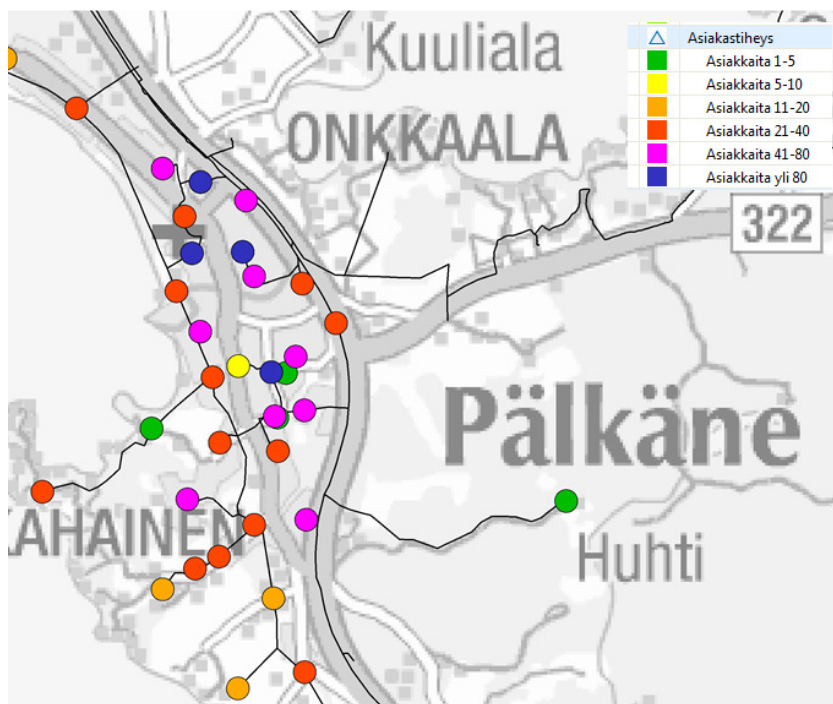 Kuuliala
ONKKAALA
Asiakastiheys
Asiakkaita 1-5
Asiakkaita 5-10
Asiakkaita 11-20
Asiakkaita 21-40
Asiakkaita 41-80
Asiakkaita yli 80
322
Pälkäne
AHAINEN
Huhti